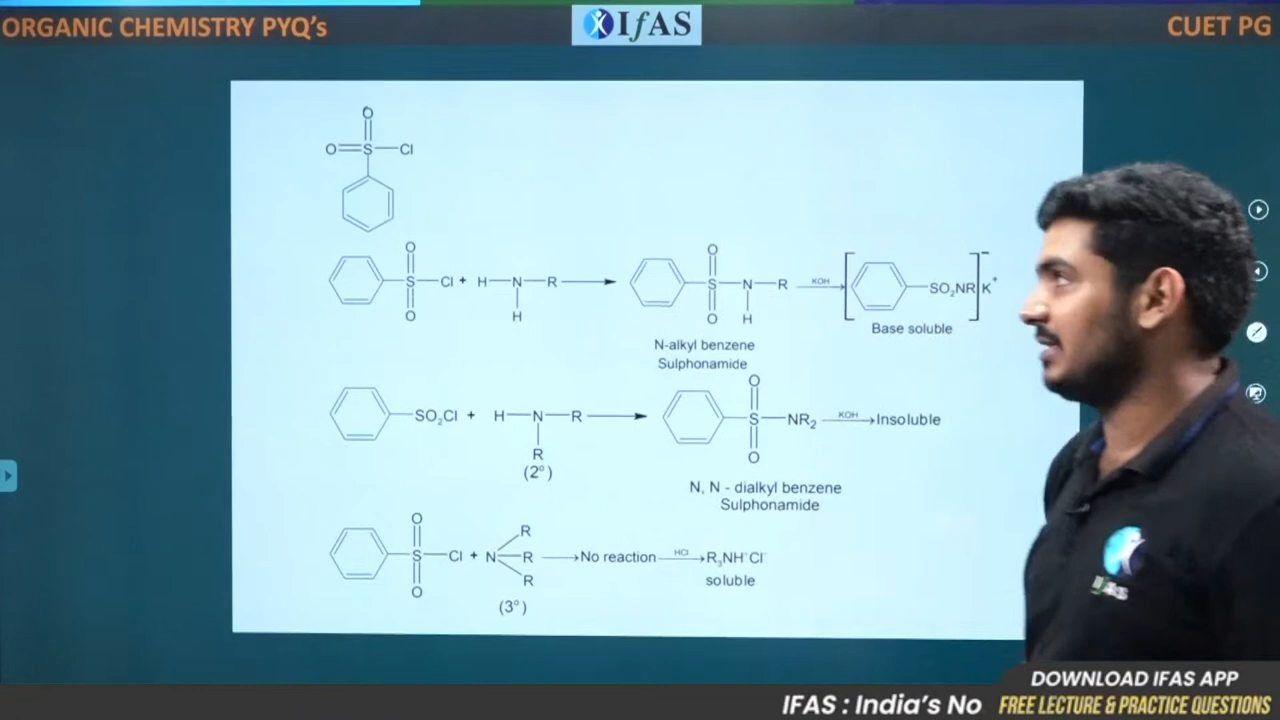 ORGANIC CHEMISTRY PYQ's
IfAS
CUET PG
O
O S Cl
O
S Cl + H N R
O H
O
S N R
O H
KOH
SO₂NR K⁺
Base soluble
N-alkyl benzene
Sulphonamide
SO₂Cl + H N R
R
(2°)
O
S NR₂
O
KOH
Insoluble
N, N - dialkyl benzene
Sulphonamide
O
S Cl + N R
O
R
R
(3°)
No reaction
HCl
R₃NH⁺Cl⁻
soluble
DOWNLOAD IFAS APP
IFAS : India's No
FREE LECTURE & PRACTICE QUESTIONS